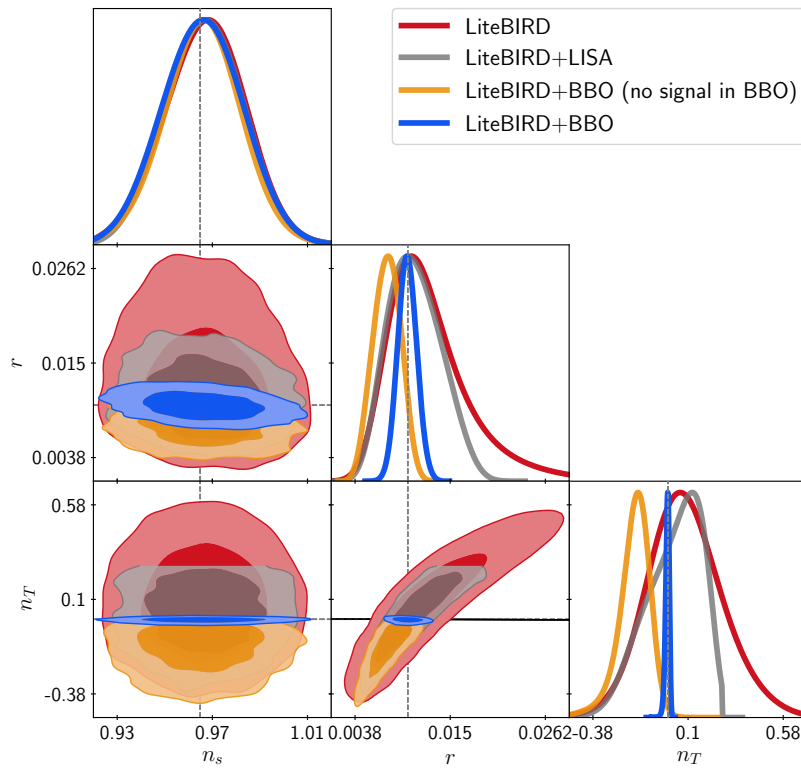 LiteBIRD
LiteBIRD+LISA
LiteBIRD+BBO (no signal in BBO)
LiteBIRD+BBO
0.0262
0.015
0.0038
r
0.58
0.1
-0.38
n_T
0.93 0.97 1.01
n_s
0.0038 0.015 0.0262
r
-0.38 0.1 0.58
n_T